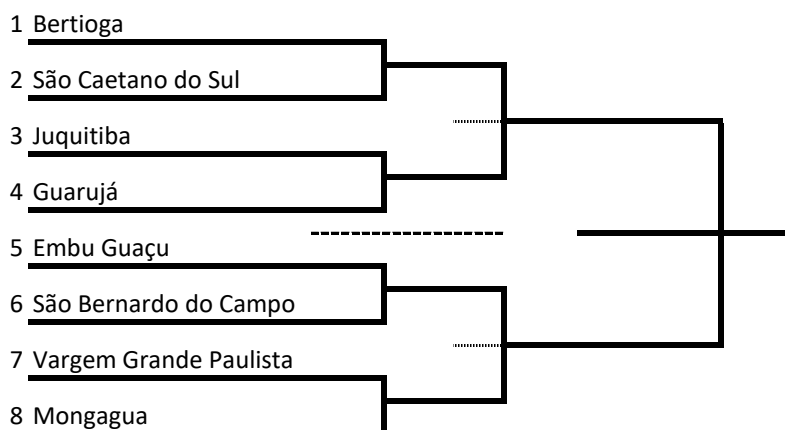 1 Bertioga
2 São Caetano do Sul
3 Juquitiba
4 Guarujá
5 Embu Guaçu
6 São Bernardo do Campo
7 Vargem Grande Paulista
8 Mongagua